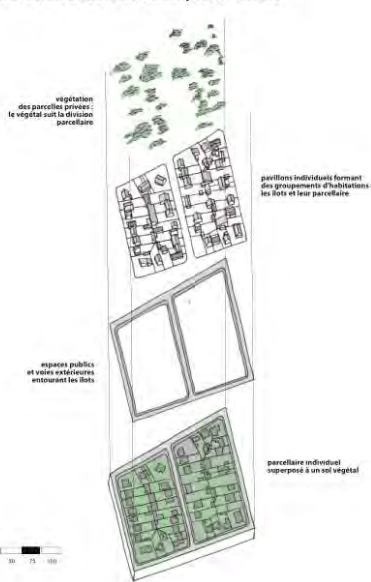 végétation
des parcelles privées :
le végétal suit la division
parcellaire
pavillons individuels formant
des groupements d'habitations
les îlots et leur parcellaire
espaces publics
et voies extérieures
entourant les îlots
parcellaire individuel
superposé à un sol végétal
75 100